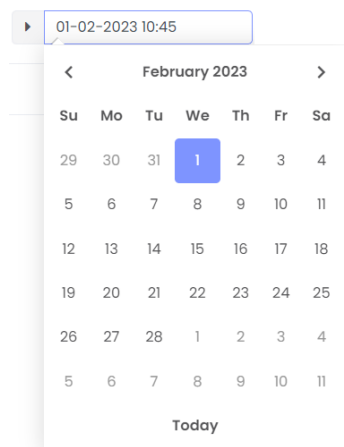 01-02-2023 10:45
February 2023
Su Mo Tu We Th Fr Sa
29 30 31 1 2 3 4
5 6 7 8 9 10 11
12 13 14 15 16 17 18
19 20 21 22 23 24 25
26 27 28 1 2 3 4
5 6 7 8 9 10 11
Today